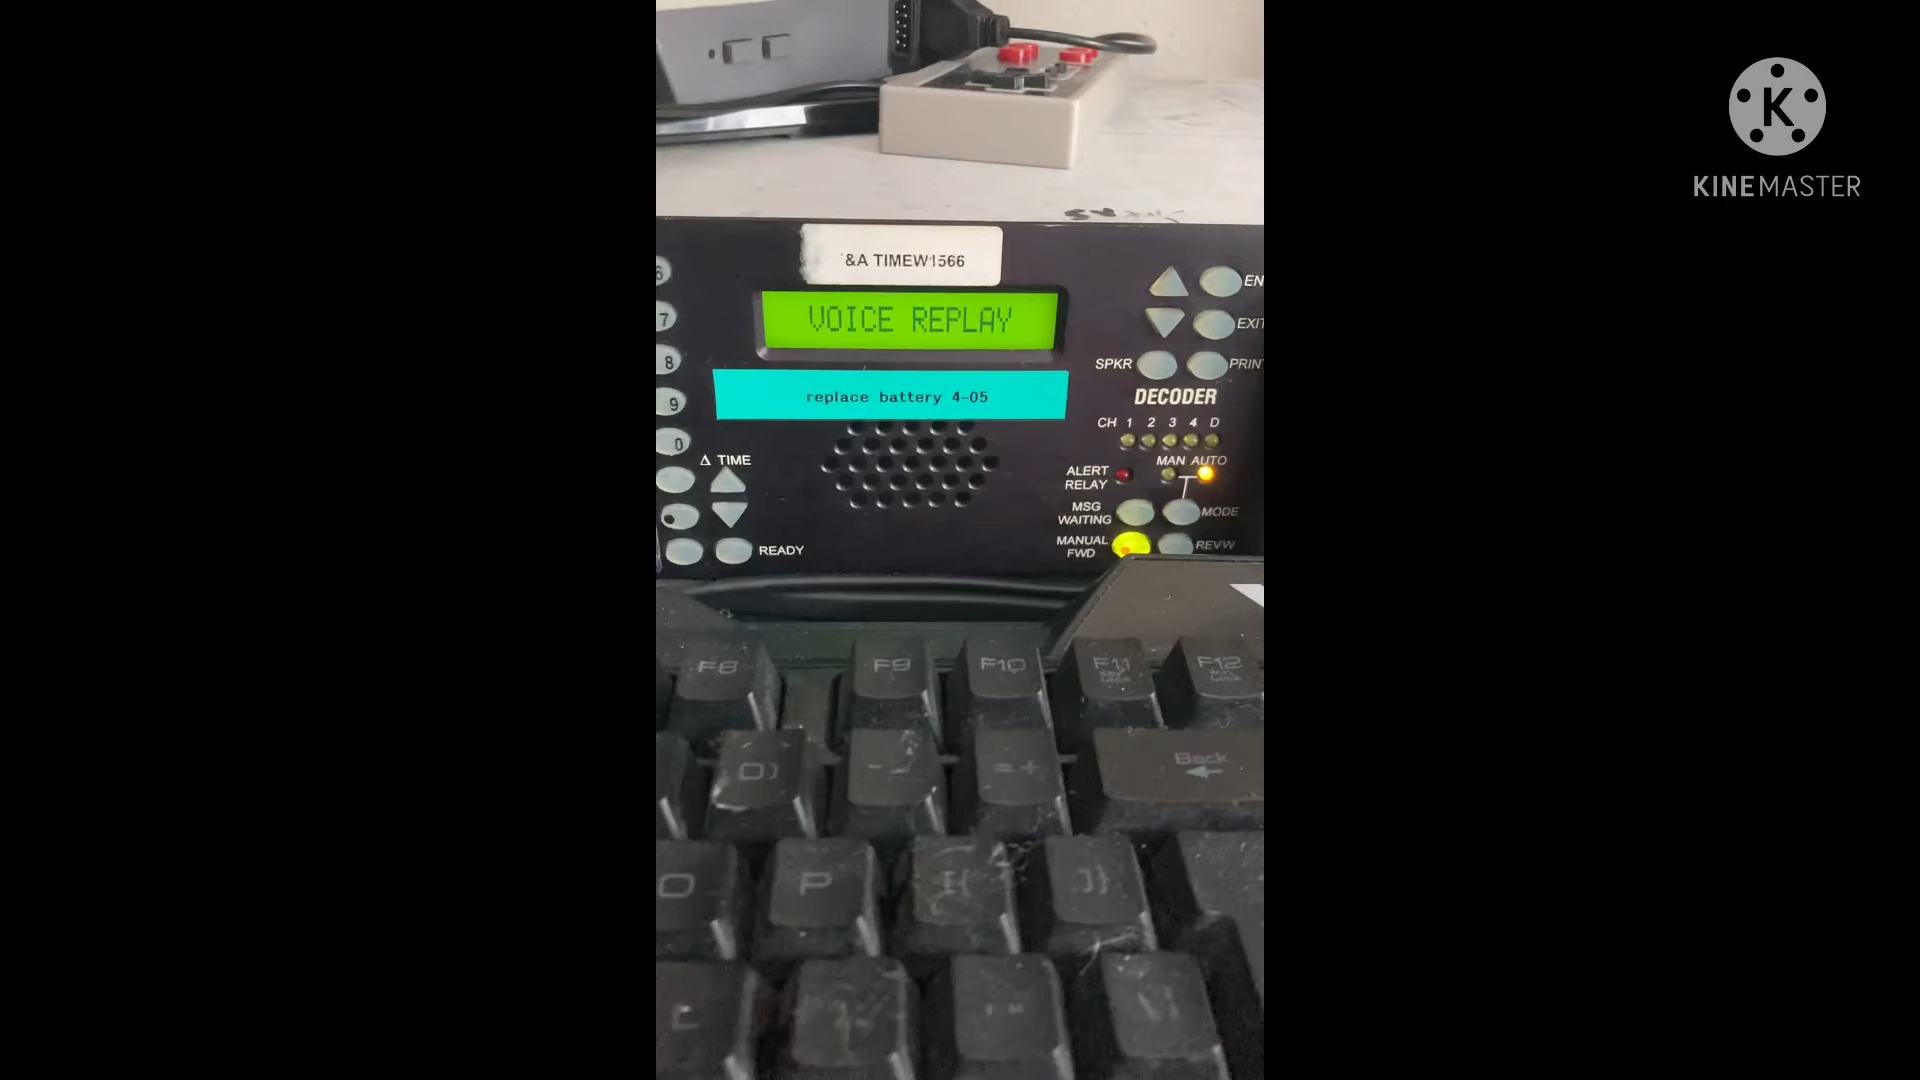 KINEMASTER
&A TIMEW1566
VOICE REPLAY
replace battery 4-05
6
7
8
9
0
Δ TIME
READY
EN
EXIT
SPKR
PRINT
DECODER
CH 1 2 3 4 D
MAN AUTO
ALERT
RELAY
MSG
WAITING
MODE
MANUAL
FWD
REVW
F8 F9 F10 F11 F12
0) -_ =+ Back
O P [{ ]}